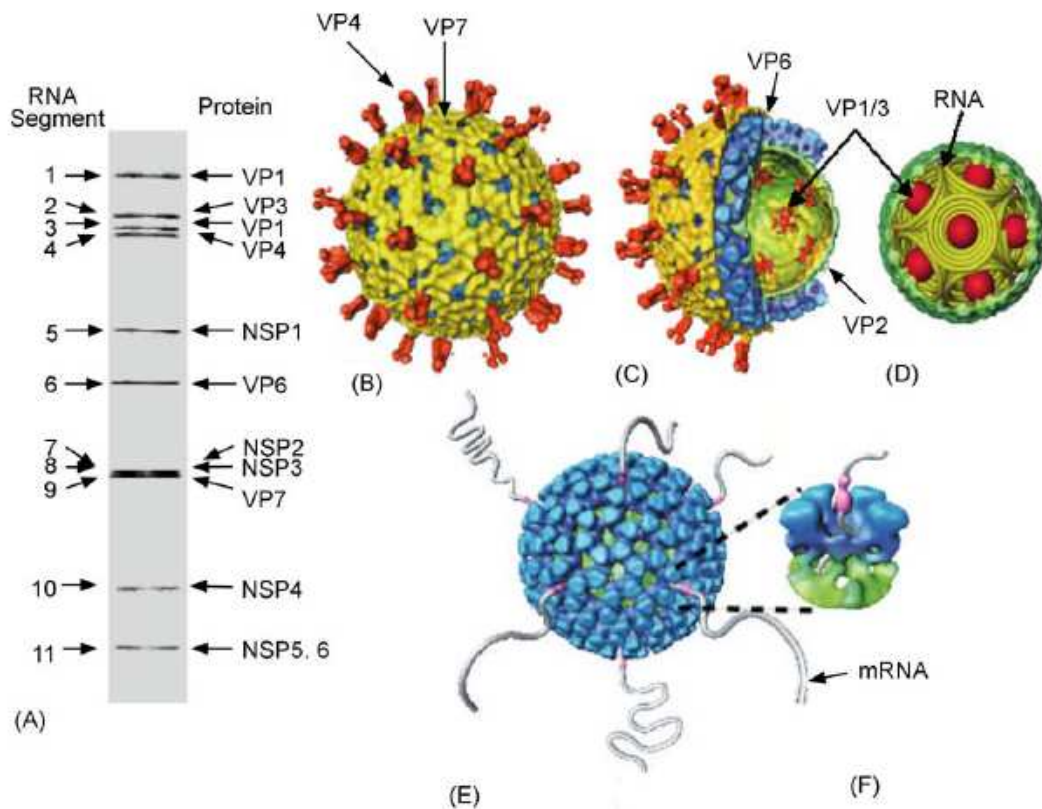 RNA
Segment
Protein
1
VP1
2
VP3
3
VP1
4
VP4
5
NSP1
6
VP6
7
NSP2
8
NSP3
9
VP7
10
NSP4
11
NSP5. 6
(A)
VP4
VP7
(B)
VP6
VP1/3
RNA
VP2
(C)
(D)
mRNA
(E)
(F)